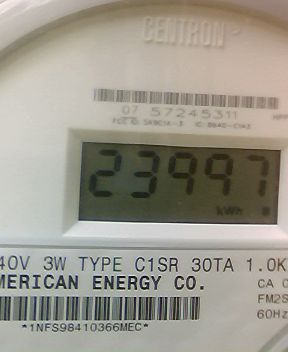 CENTRON
07 57245311
23997
kWh
40V 3W TYPE C1SR 30TA 1.0K
MERICAN ENERGY CO.
CA 0
FM2S
60Hz
*1NFS98410366MEC*